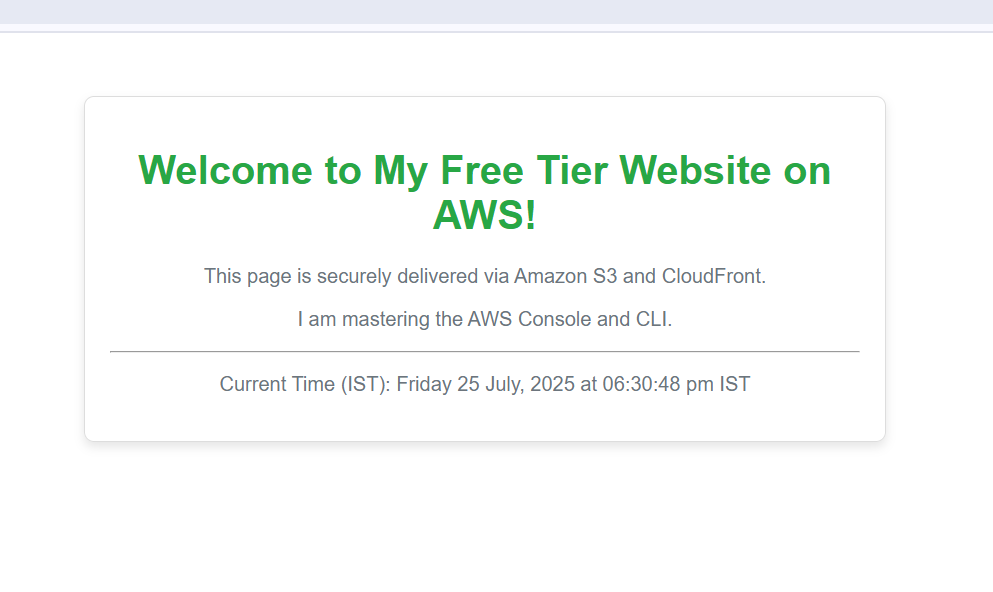 Welcome to My Free Tier Website on
AWS!
This page is securely delivered via Amazon S3 and CloudFront.
I am mastering the AWS Console and CLI.
Current Time (IST): Friday 25 July, 2025 at 06:30:48 pm IST